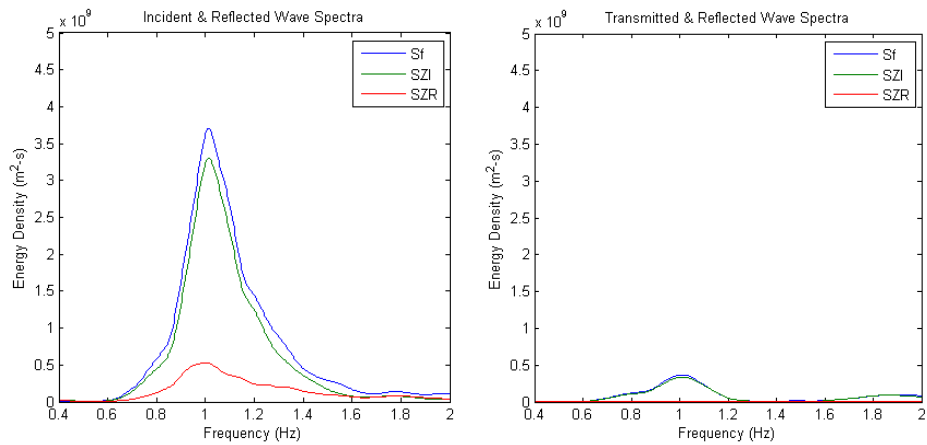 Incident & Reflected Wave Spectra
x 10^9
5
4.5
4
3.5
3
2.5
2
1.5
1
0.5
0
Energy Density (m^2-s)
0.4 0.6 0.8 1 1.2 1.4 1.6 1.8 2
Frequency (Hz)
Sf
SZI
SZR
Transmitted & Reflected Wave Spectra
x 10^9
5
4.5
4
3.5
3
2.5
2
1.5
1
0.5
0
Energy Density (m^2-s)
0.4 0.6 0.8 1 1.2 1.4 1.6 1.8 2
Frequency (Hz)
Sf
SZI
SZR